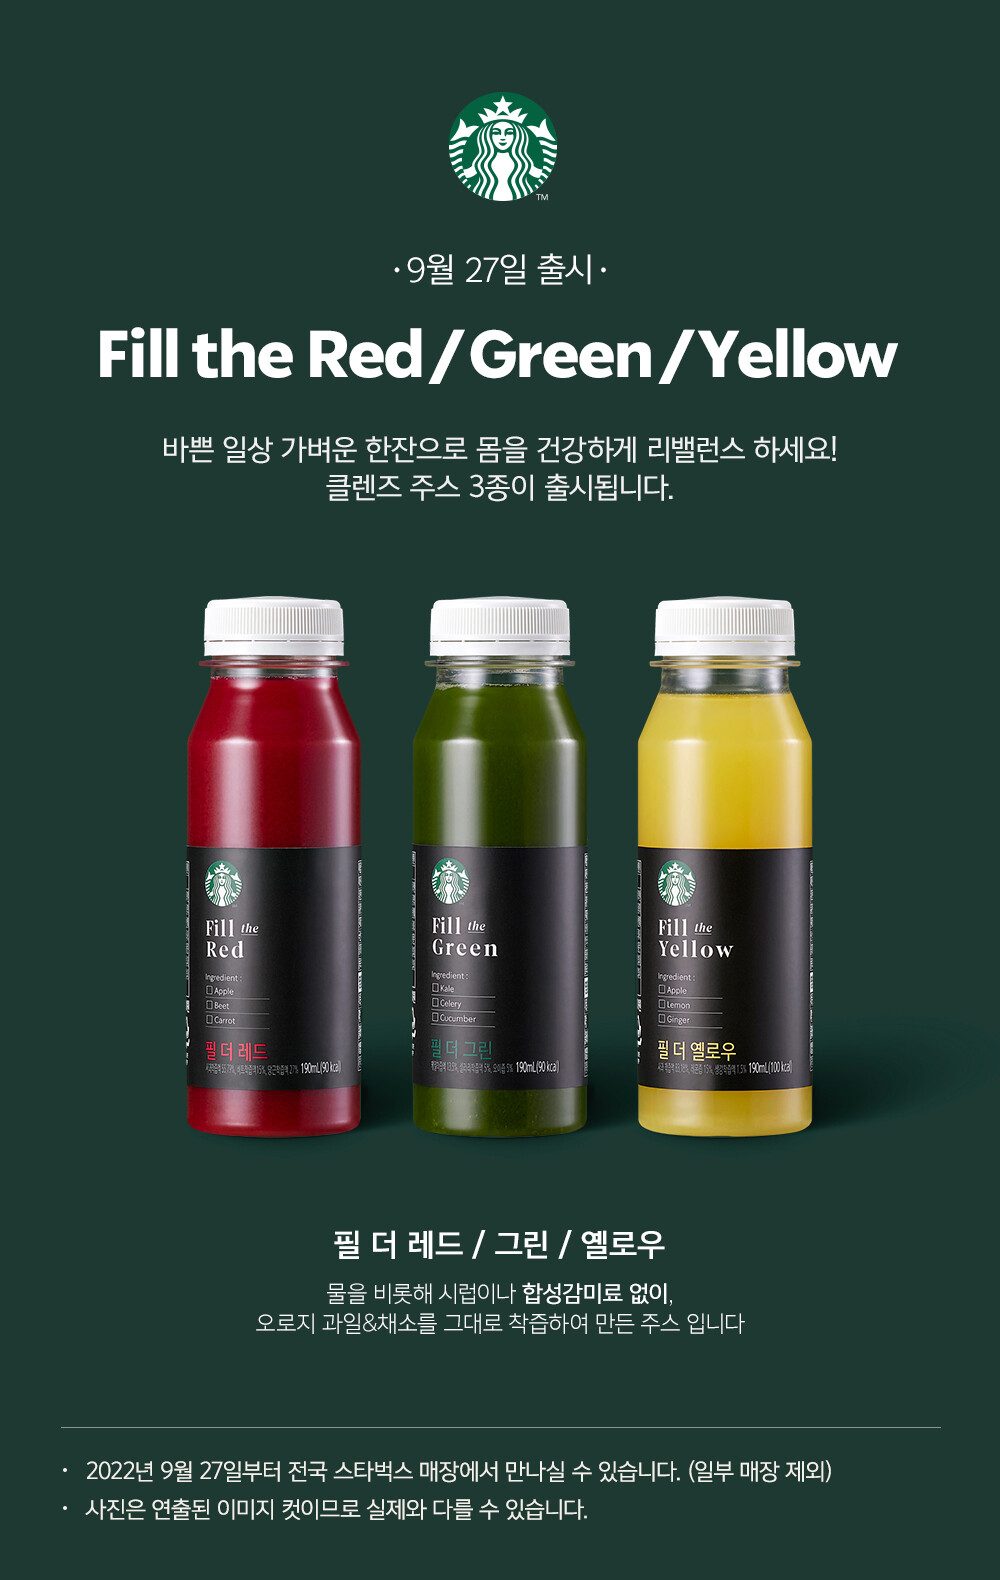 TM
·9월 27일 출시·
Fill the Red/Green/Yellow
바쁜 일상 가벼운 한잔으로 몸을 건강하게 리밸런스 하세요!
클렌즈 주스 3종이 출시됩니다.
Fill the
Red
Ingredient :
Apple
Beet
Carrot
필 더 레드
190mL(90 kcal)
Fill the
Green
Ingredient :
Kale
Celery
Cucumber
필 더 그린
190mL(90 kcal)
Fill the
Yellow
Ingredient :
Apple
Lemon
Ginger
필 더 옐로우
190mL(100 kcal)
필 더 레드 / 그린 / 옐로우
물을 비롯해 시럽이나 합성감미료 없이,
오로지 과일&채소를 그대로 착즙하여 만든 주스 입니다
· 2022년 9월 27일부터 전국 스타벅스 매장에서 만나실 수 있습니다. (일부 매장 제외)
· 사진은 연출된 이미지 컷이므로 실제와 다를 수 있습니다.